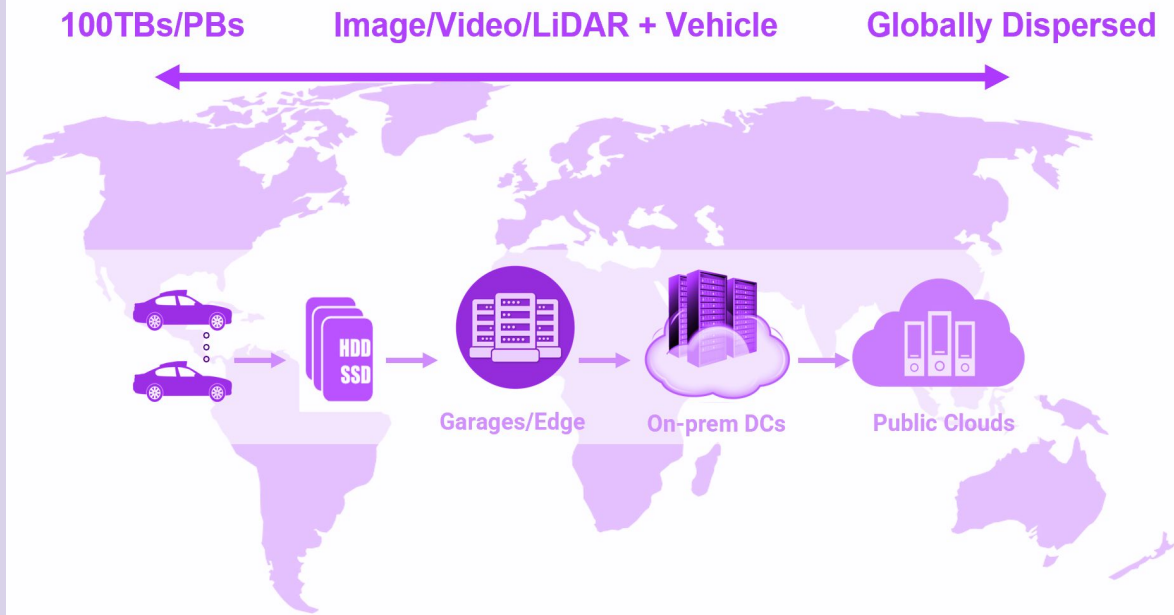 100TBs/PBs Image/Video/LiDAR + Vehicle Globally Dispersed
HDD
SSD
Garages/Edge On-prem DCs Public Clouds